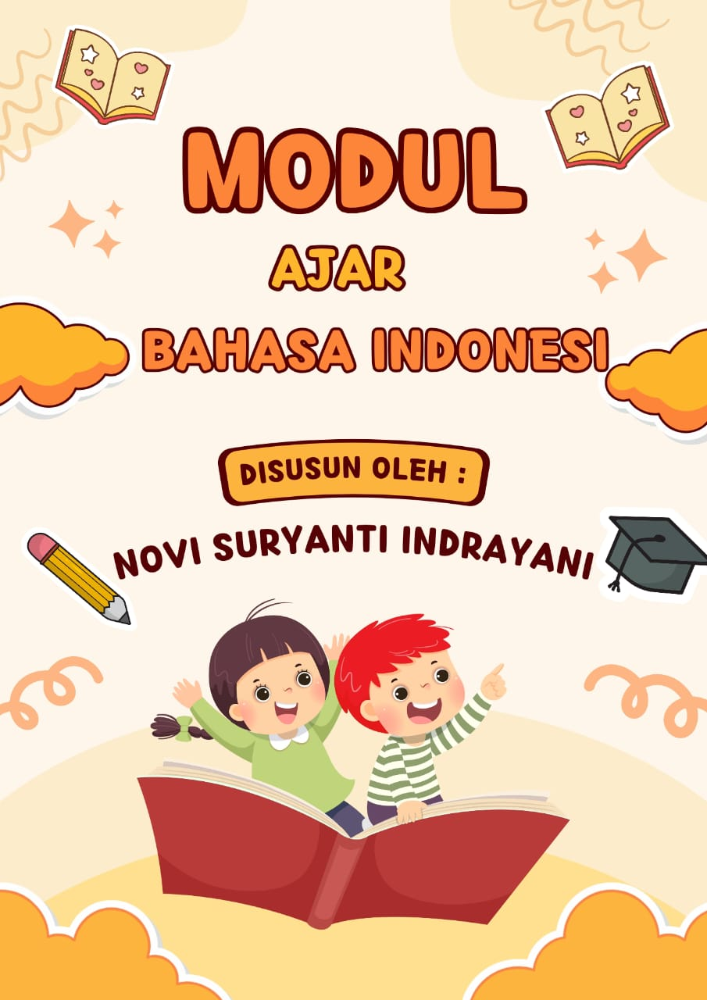 MODUL
AJAR
BAHASA INDONESI
DISUSUN OLEH :
NOVI SURYANTI INDRAYANI